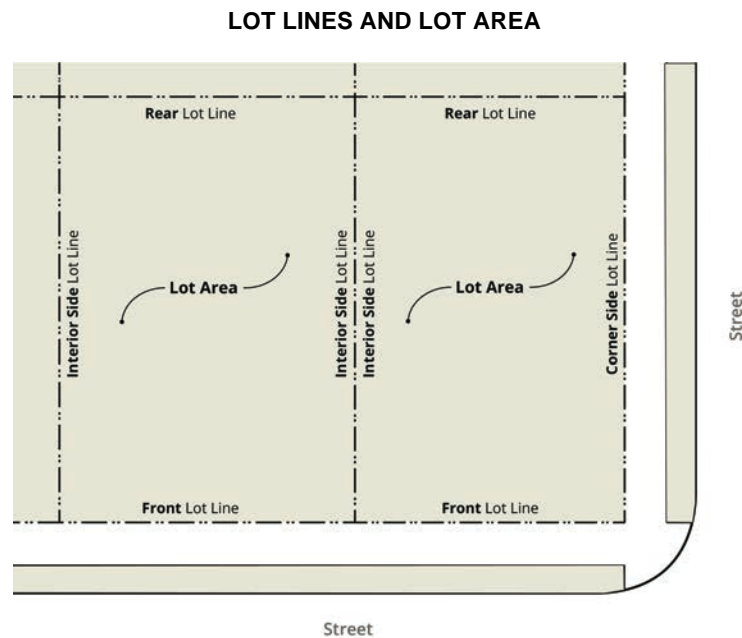 LOT LINES AND LOT AREA
Rear Lot Line
Rear Lot Line
Interior Side Lot Line
Lot Area
Interior Side Lot Line
Interior Side Lot Line
Lot Area
Corner Side Lot Line
Street
Front Lot Line
Front Lot Line
Street